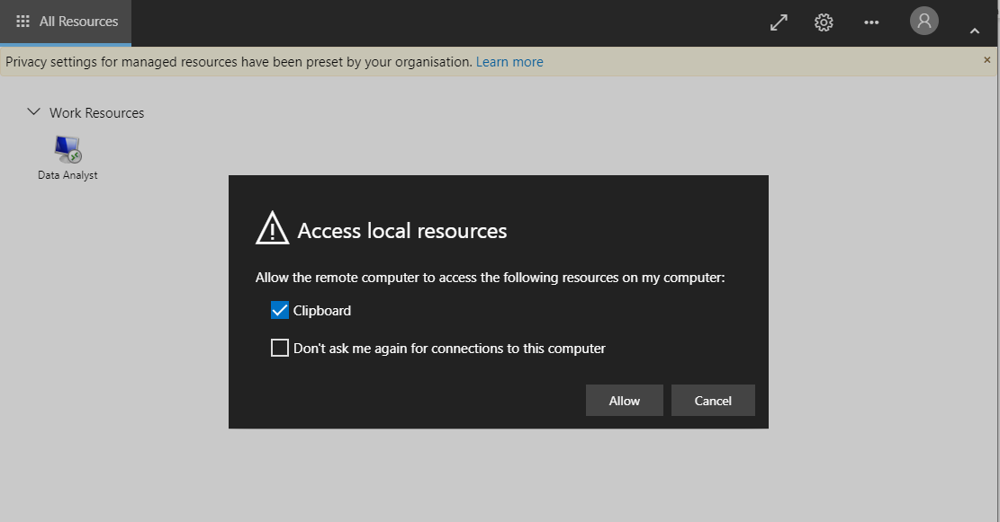 All Resources
Privacy settings for managed resources have been preset by your organisation. Learn more
Work Resources
Data Analyst
Access local resources
Allow the remote computer to access the following resources on my computer:
Clipboard
Don't ask me again for connections to this computer
Allow Cancel